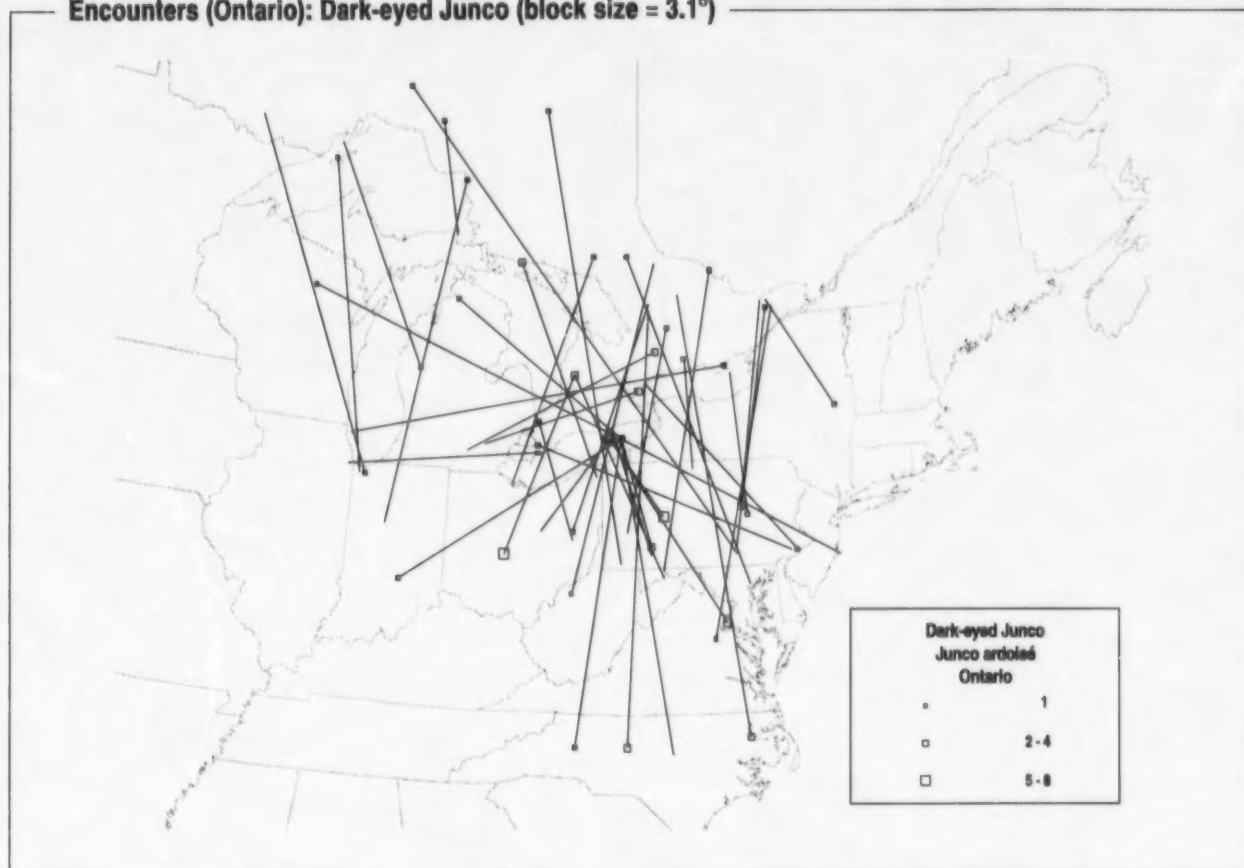 Encounters (Ontario): Dark-eyed Junco (block size = 3.1°)
Dark-eyed Junco
Junco ardoisé
Ontario
1
2 - 4
5 - 8